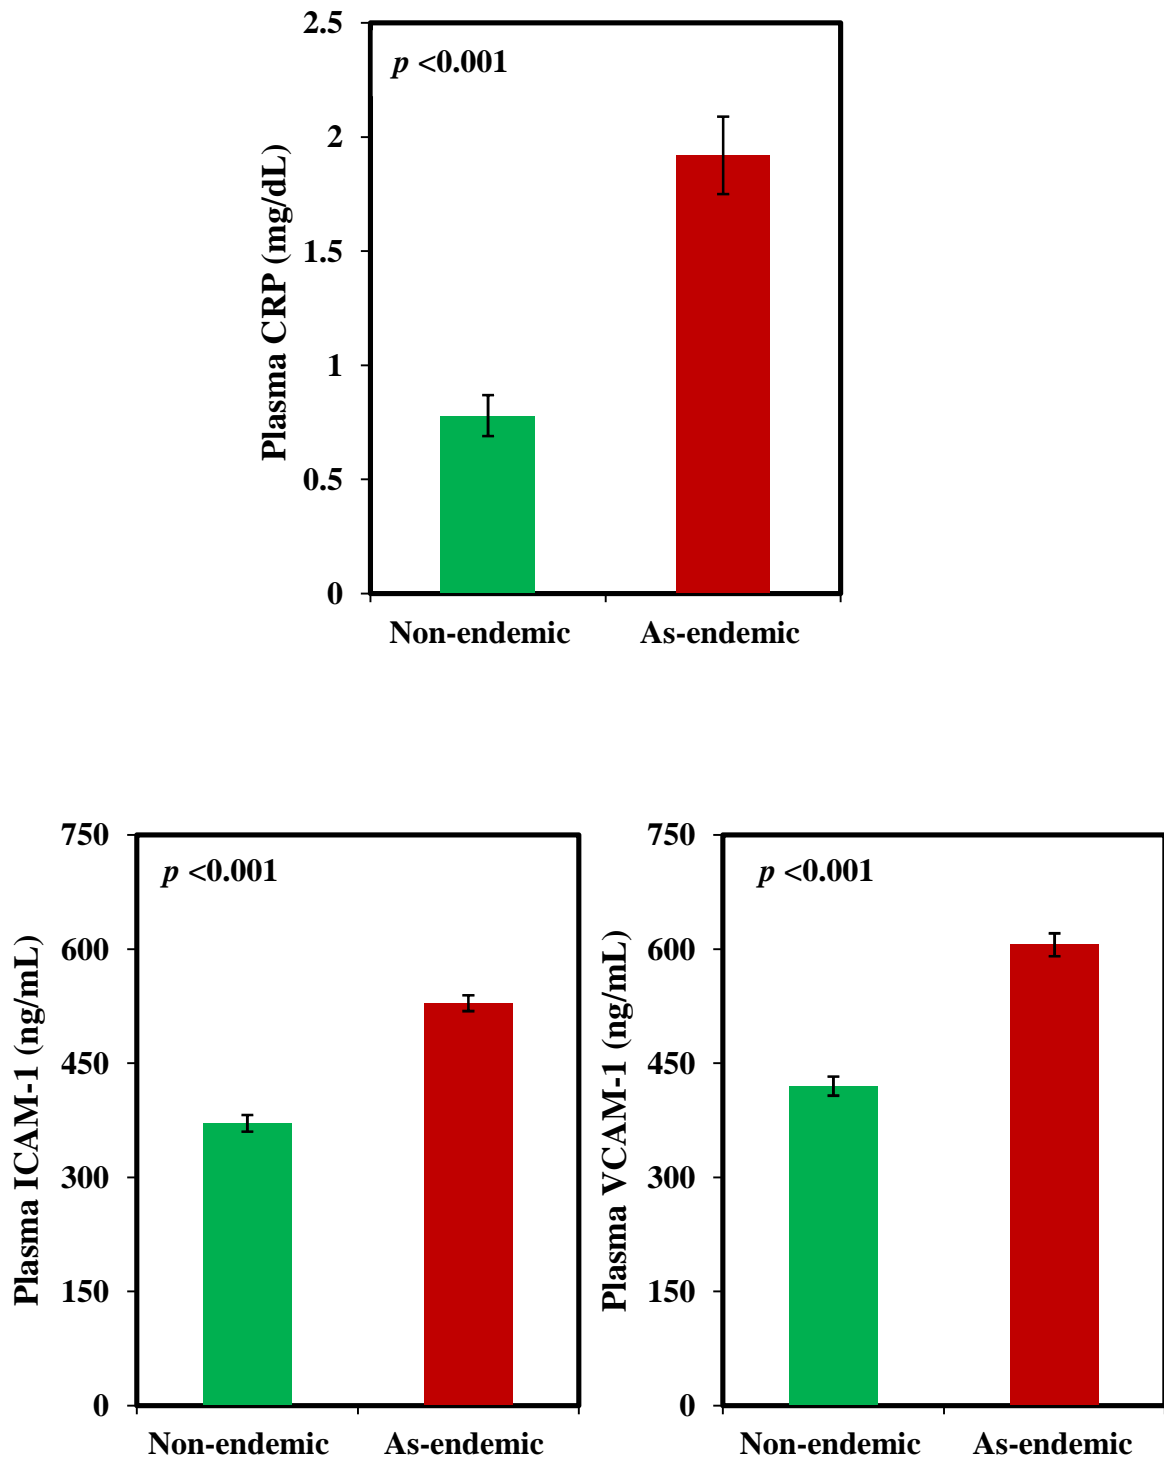 2.5
p <0.001
2
1.5
1
0.5
0
Plasma CRP (mg/dL)
Non-endemic As-endemic
750
p <0.001
600
450
300
150
0
Plasma ICAM-1 (ng/mL)
Non-endemic As-endemic
750
p <0.001
600
450
300
150
0
Plasma VCAM-1 (ng/mL)
Non-endemic As-endemic